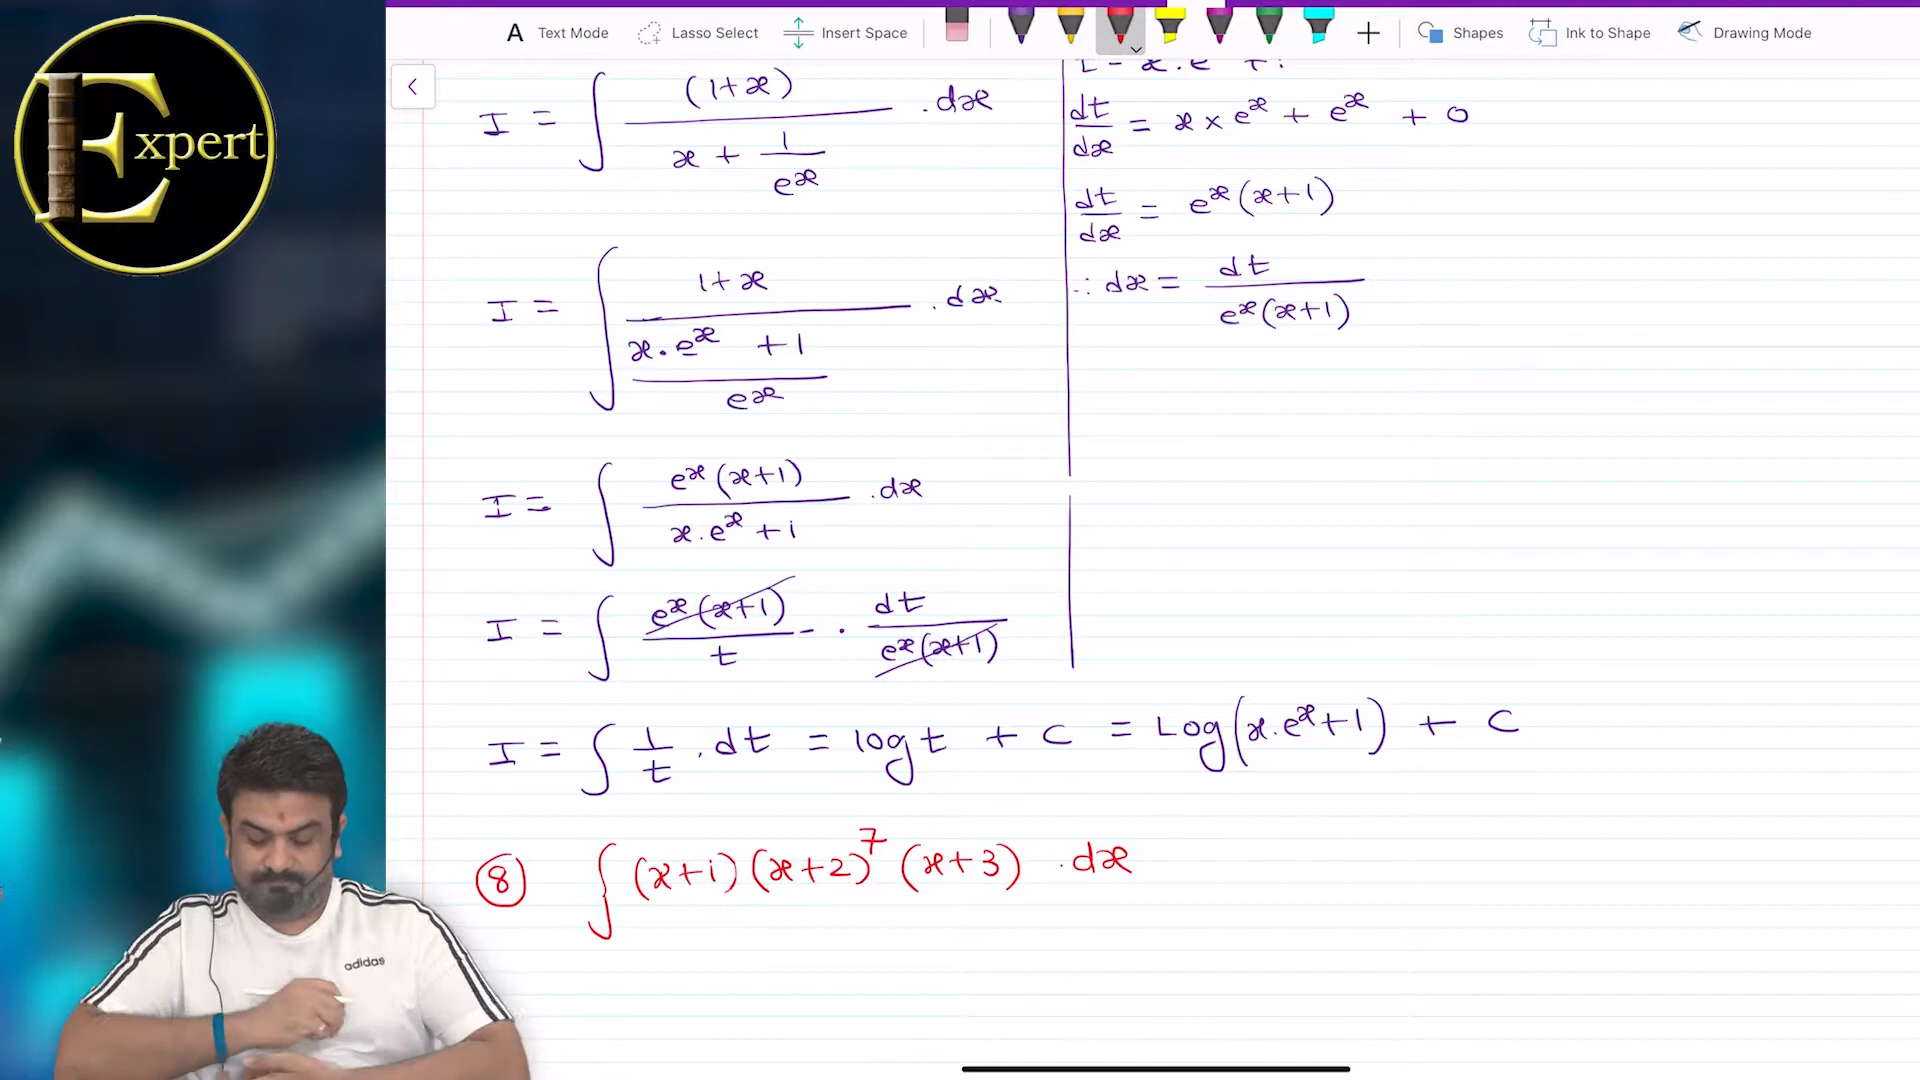 A Text Mode Lasso Select Insert Space Shapes Ink to Shape Drawing Mode
Expert
I = ∫ (1+x) / (x + 1/e^x) . dx
I = ∫ (1+x) / ((x.e^x + 1) / e^x) . dx
I = ∫ e^x(x+1) / (x.e^x + 1) . dx
I = ∫ e^x(x+1) / t . dt / e^x(x+1)
I = ∫ 1/t . dt = log t + c = Log(x.e^x+1) + c
dt/dx = x × e^x + e^x + 0
dt/dx = e^x(x+1)
∴ dx = dt / e^x(x+1)
8 ∫ (x+1)(x+2)^7 (x+3) . dx
adidas